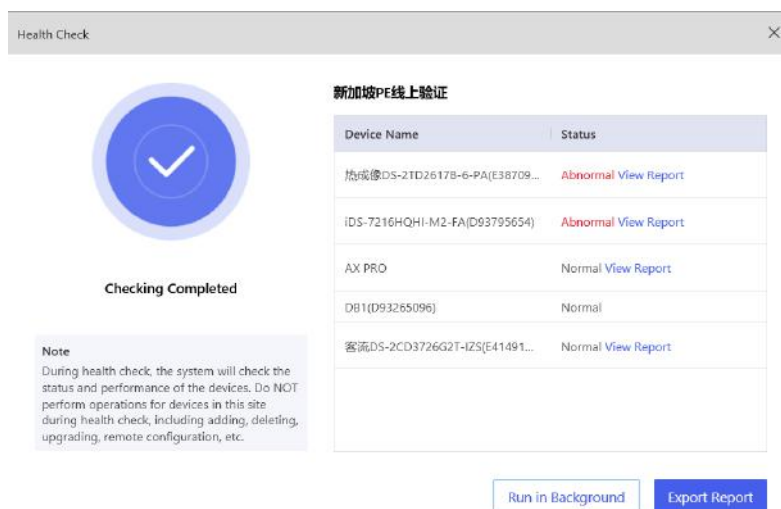 Health Check
新加坡PE线上验证
Device Name Status
热成像DS-2TD2617B-6-PA(E38709... Abnormal View Report
iDS-7216HQHI-M2-FA(D93795654) Abnormal View Report
AX PRO Normal View Report
Checking Completed
DB1(D93265096) Normal
客流DS-2CD3726G2T-IZS(E41491... Normal View Report
Note
During health check, the system will check the
status and performance of the devices. Do NOT
perform operations for devices in this site
during health check, including adding, deleting,
upgrading, remote configuration, etc.
Run in Background Export Report